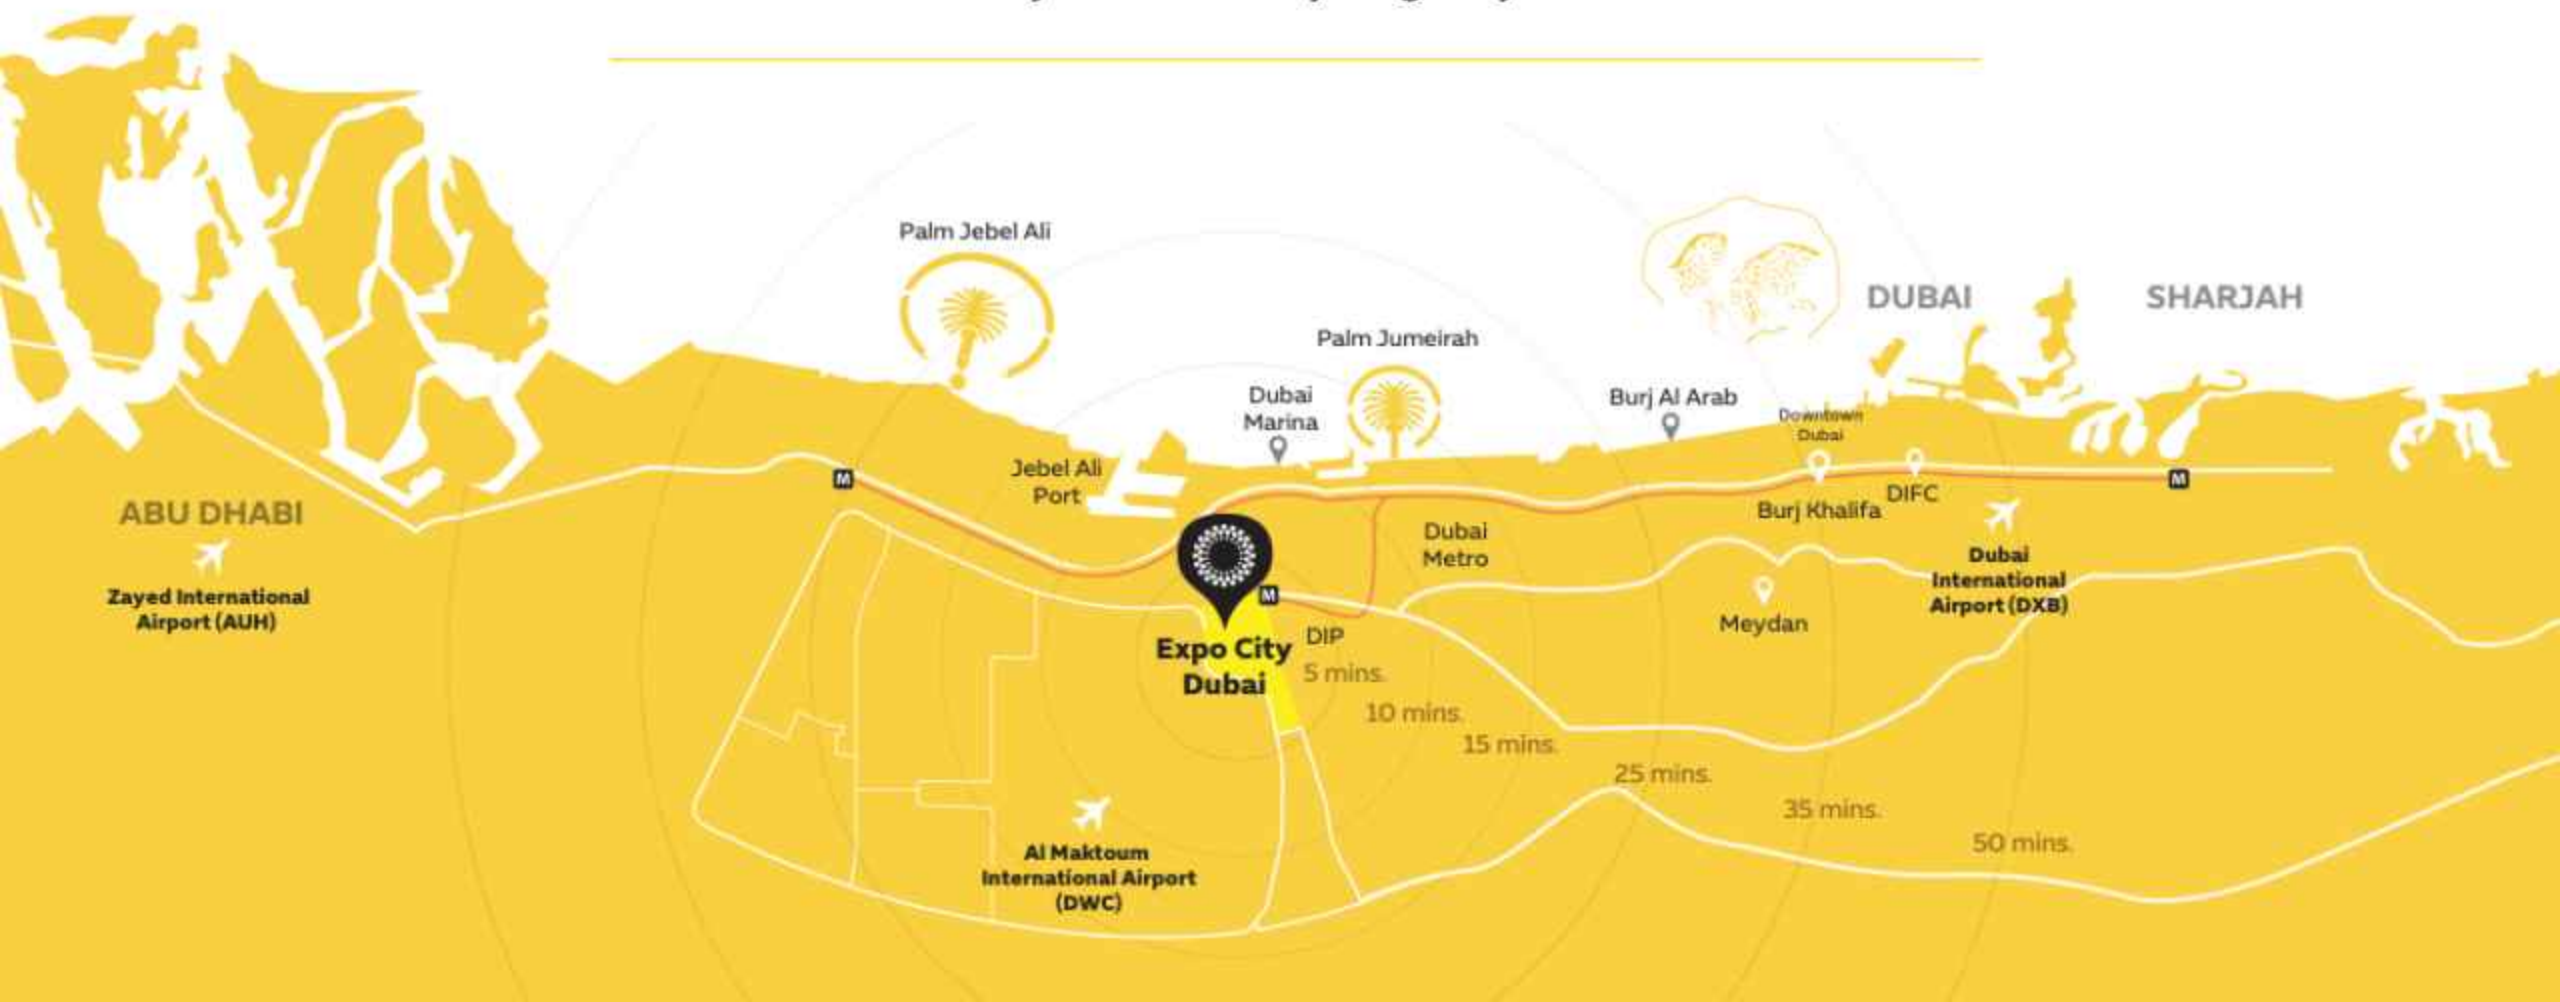 Palm Jebel Ali
DUBAI
SHARJAH
Palm Jumeirah
Dubai
Marina
Burj Al Arab
Downtown
Dubai
Jebel Ali
Port
M
M
ABU DHABI
Burj Khalifa
DIFC
Dubai
Metro
Dubai
International
Airport (DXB)
Zayed International
Airport (AUH)
M
Meydan
DIP
Expo City
Dubai
5 mins.
10 mins.
15 mins.
25 mins.
35 mins.
50 mins.
Al Maktoum
International Airport
(DWC)